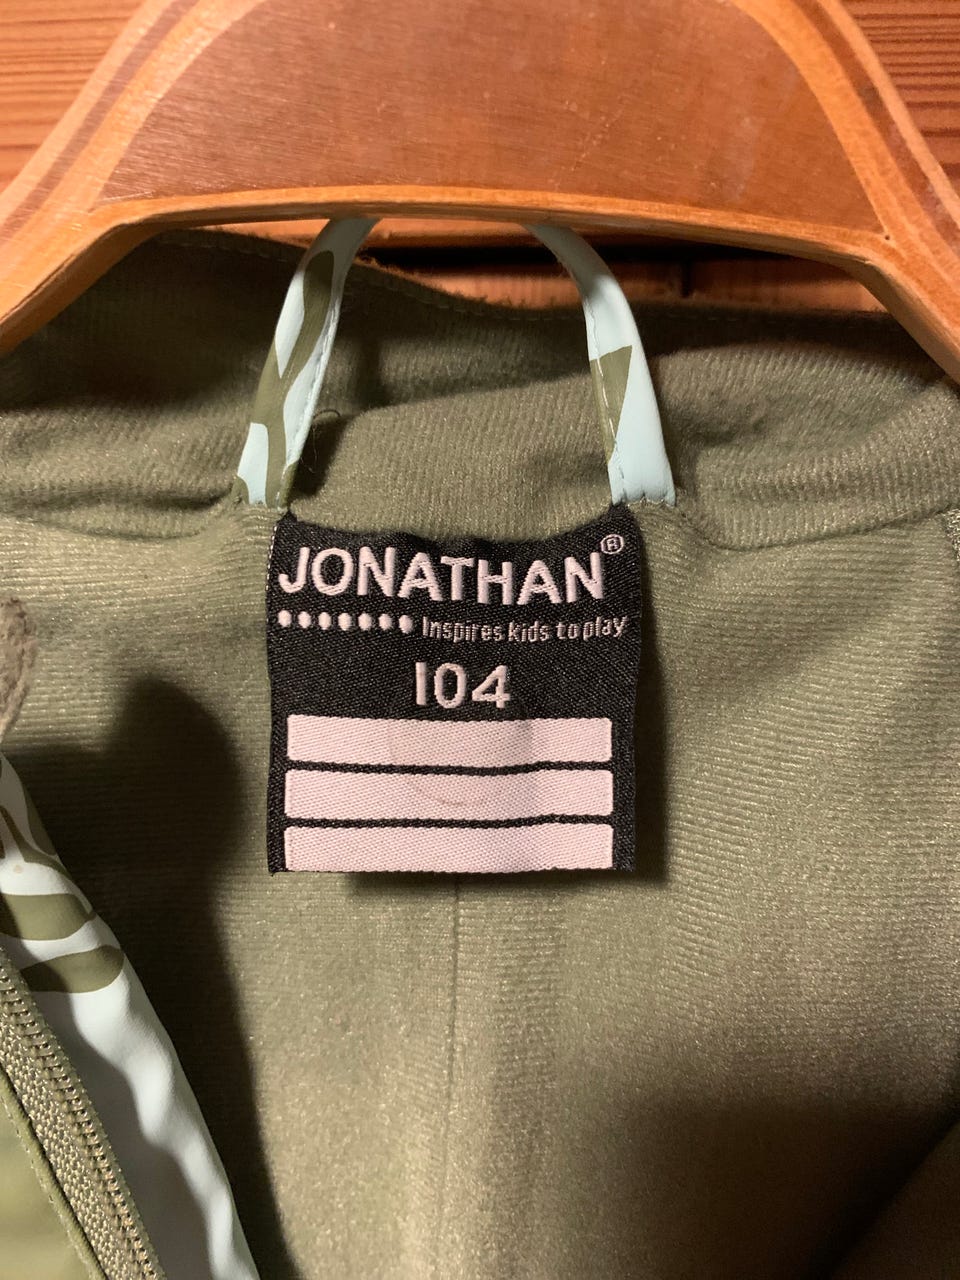 JONATHAN®
Inspires kids to play
104